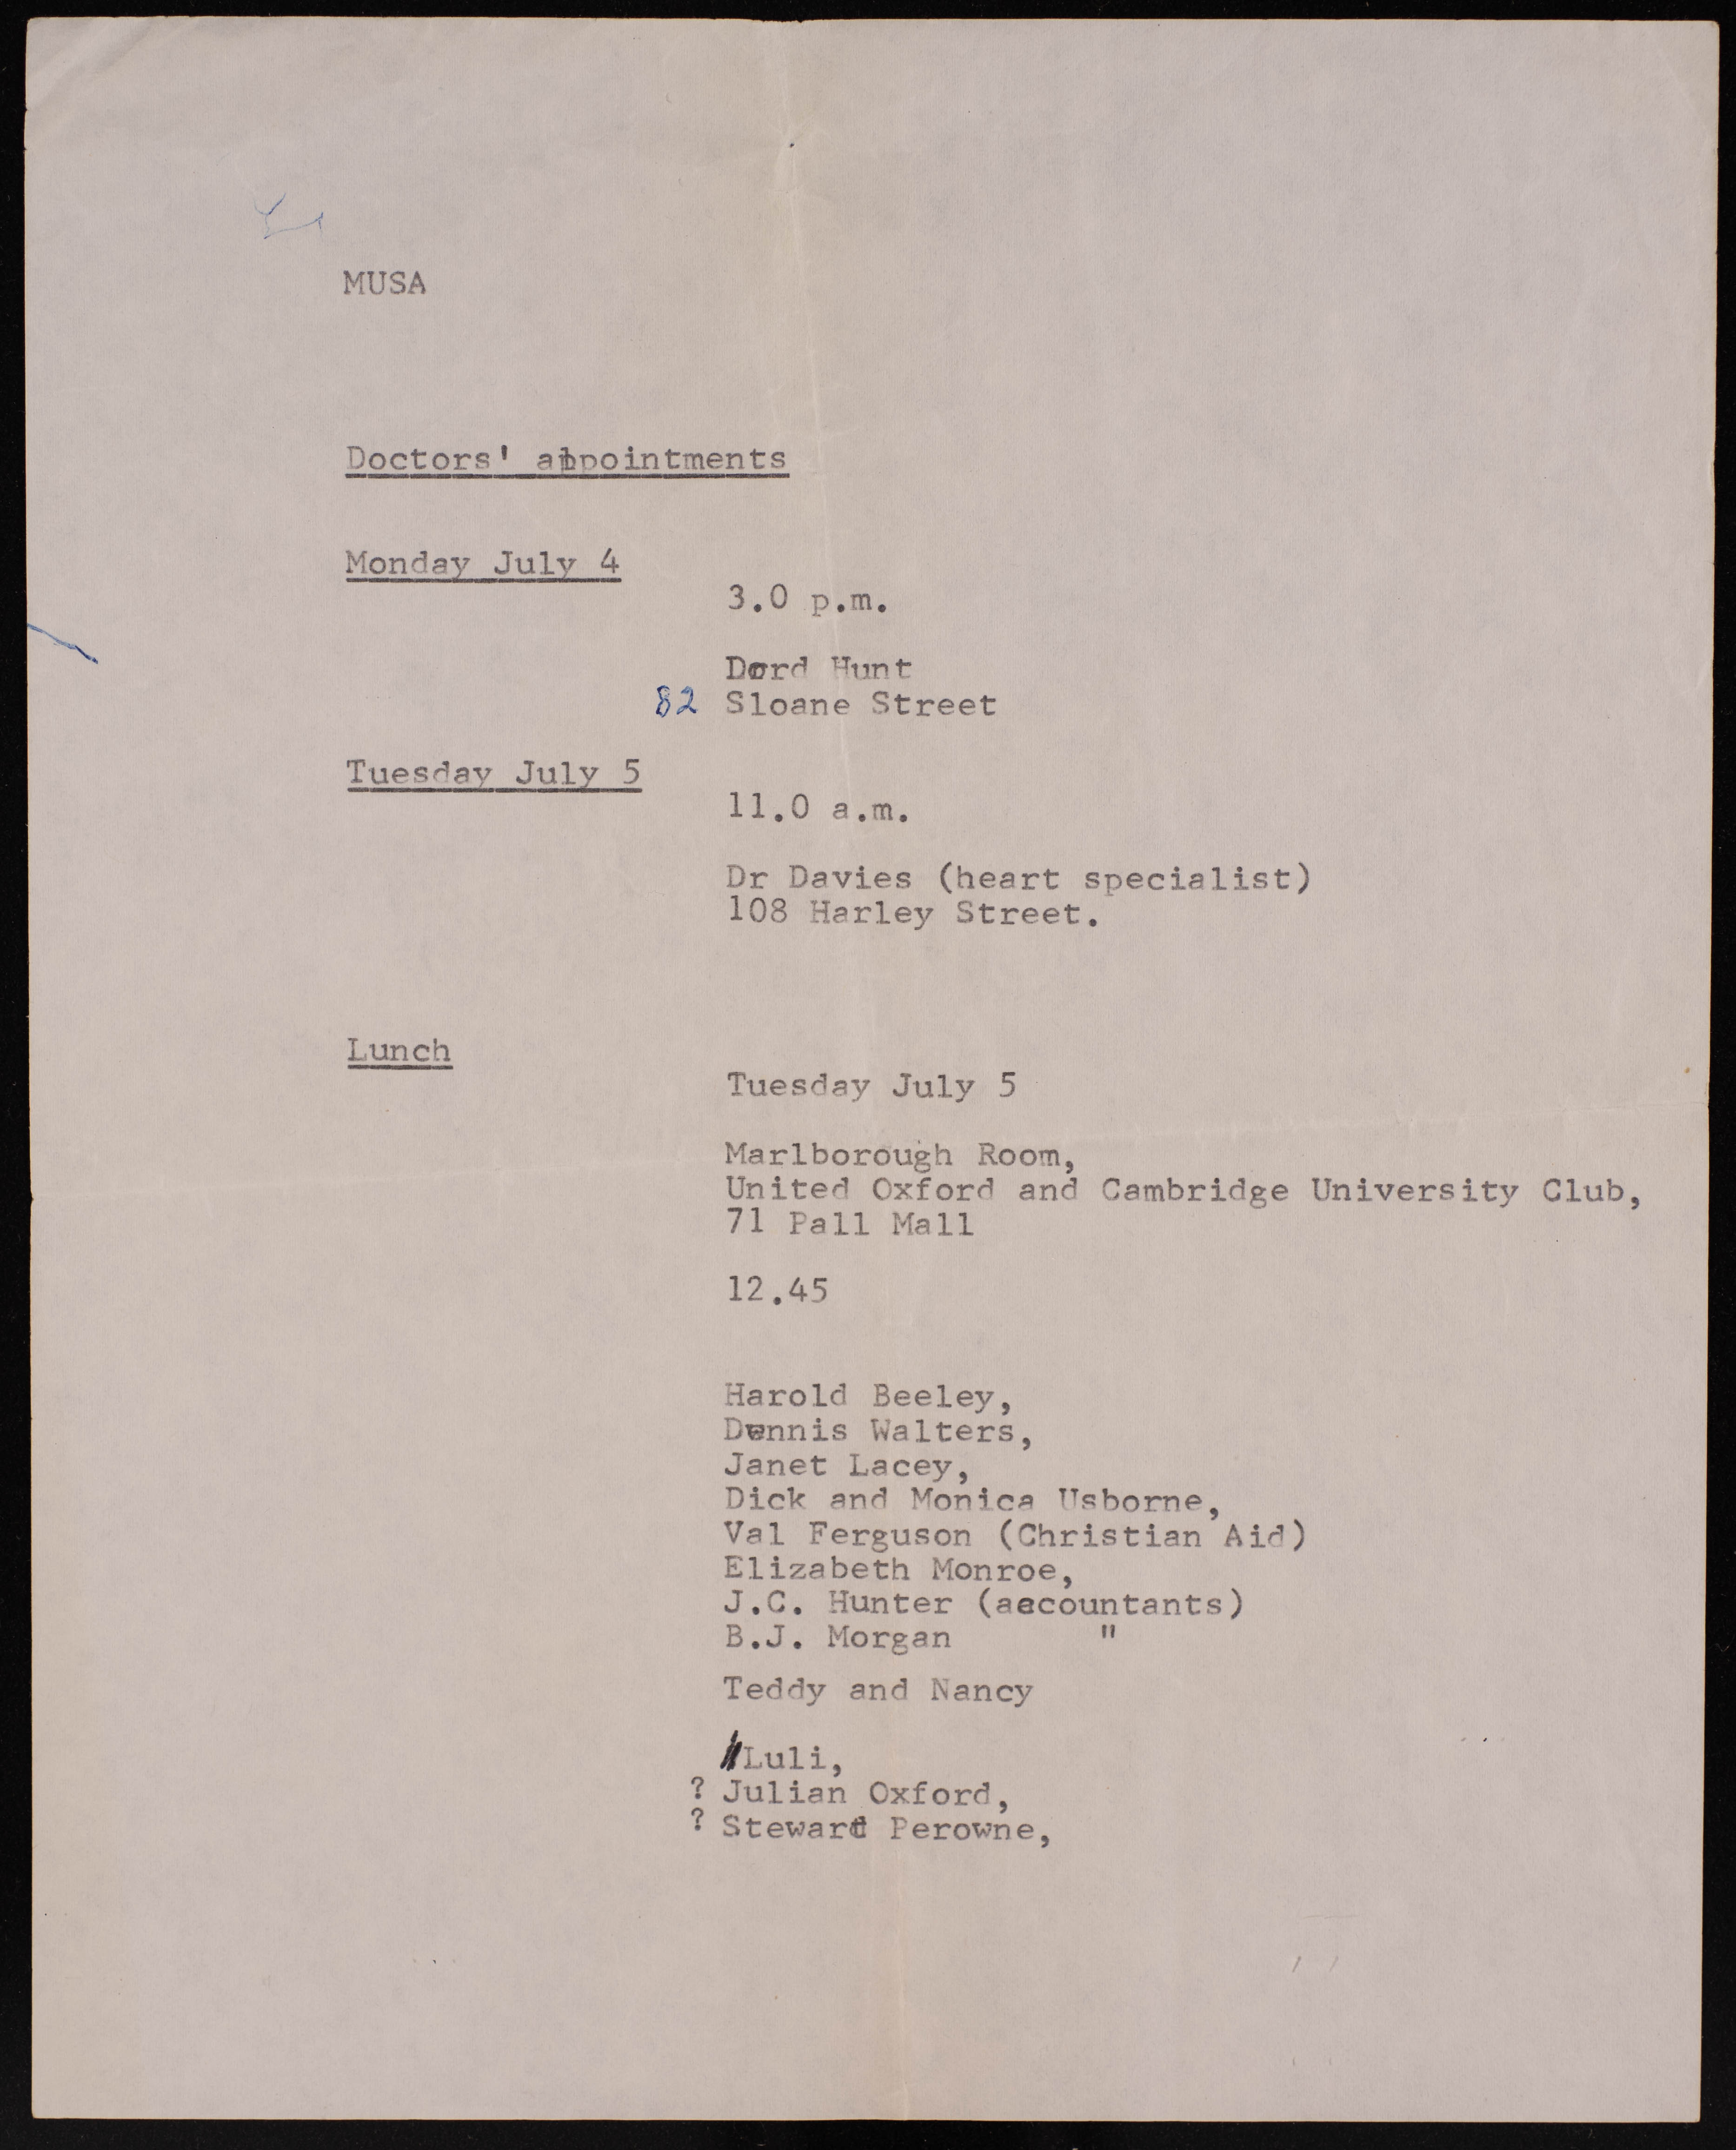 MUSA
Doctors' appointments
Monday July 4
3.0 p.m.
Lord Hunt
82 Sloane Street
Tuesday July 5
11.0 a.m.
Dr Davies (heart specialist)
108 Harley Street.
Lunch
Tuesday July 5
Marlborough Room,
United Oxford and Cambridge University Club,
71 Pall Mall
12.45
Harold Beeley,
Dennis Walters,
Janet Lacey,
Dick and Monica Usborne,
Val Ferguson (Christian Aid)
Elizabeth Monroe,
J.C. Hunter (accountants)
B.J. Morgan "
Teddy and Nancy
Luli,
? Julian Oxford,
? Stewart Perowne,